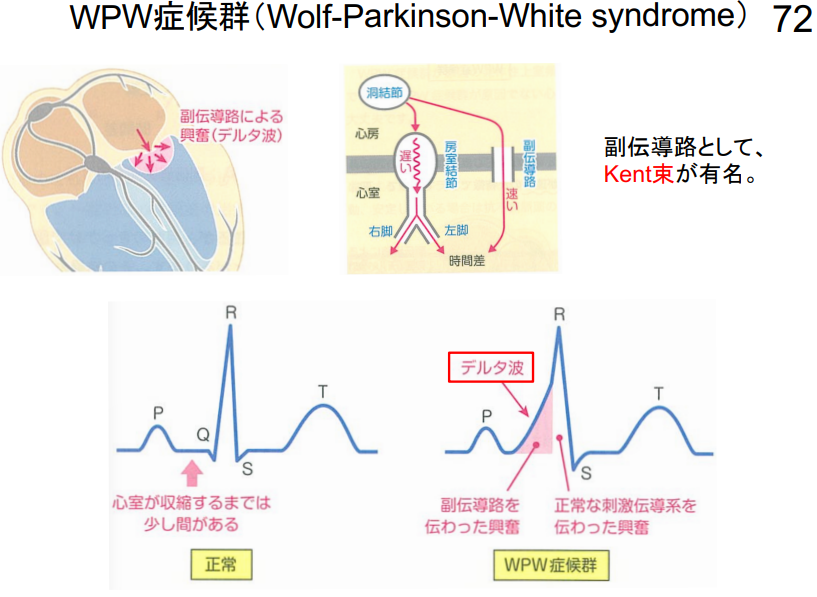 WPW症候群（Wolf-Parkinson-White syndrome） 72
副伝導路による
興奮(デルタ波)
洞結節
心房
遅い
房室結節
副伝導路
心室
速い
右脚
左脚
時間差
副伝導路として、
Kent束が有名。
R
P
Q
S
T
心室が収縮するまでは
少し間がある
正常
R
デルタ波
P
S
T
副伝導路を
伝わった興奮
正常な刺激伝導系を
伝わった興奮
WPW症候群